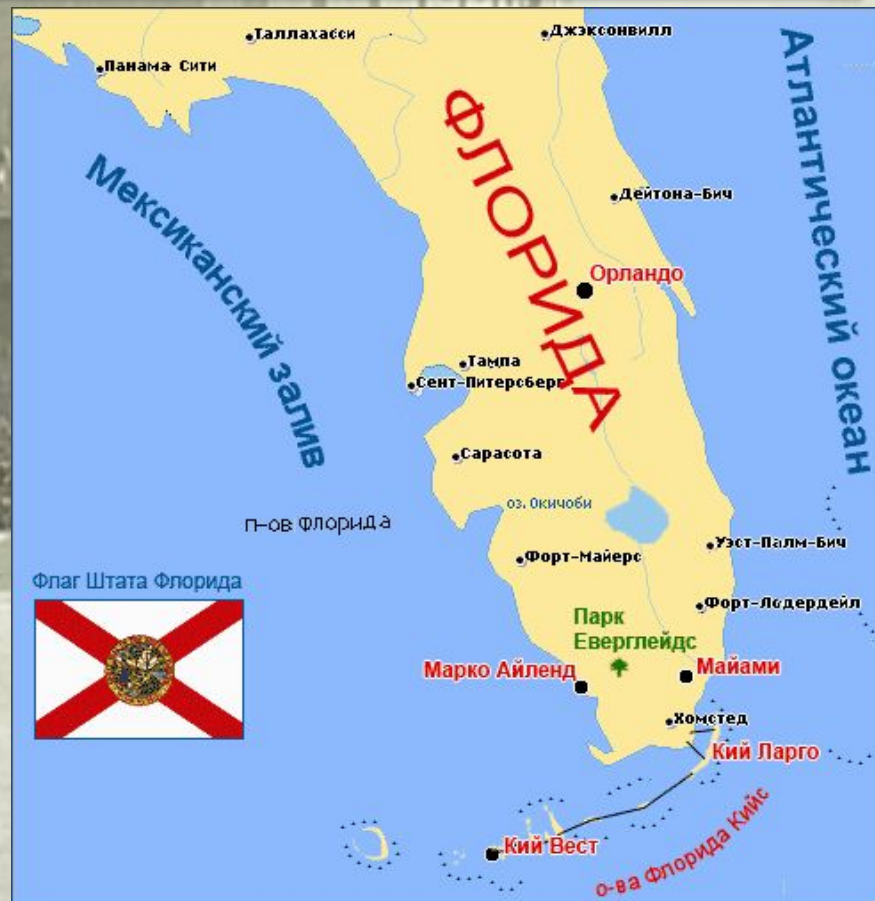 Таллахасси
Джэксонвилл
Панама Сити
Атлантический океан
ФЛОРИДА
Мексиканский залив
Дейтона-Бич
Орландо
Тампа
Сент-Питерсберг
Сарасота
оз. Окичоби
п-ов Флорида
Уэст-Палм-Бич
Форт-Майерс
Флаг Штата Флорида
Форт-Лодердейл
Парк
Еверглейдс
Марко Айленд
Майами
Хомстед
Кий Ларго
Кий Вест
о-ва Флорида Кийс